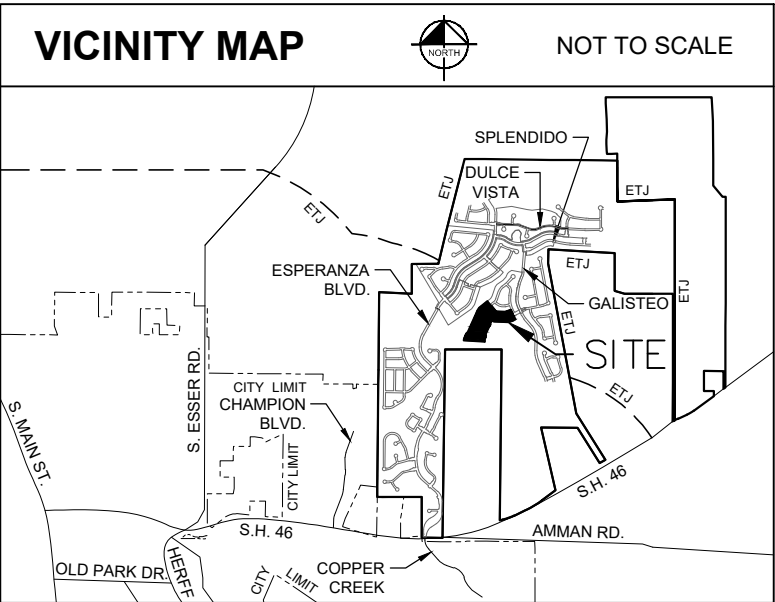 VICINITY MAP
NORTH
NOT TO SCALE
SPLENDIDO
DULCE
VISTA
ETJ
ETJ
ETJ
ETJ
ESPERANZA
BLVD.
GALISTEO
ETJ
ETJ
SITE
S. ESSER RD.
CITY LIMIT
CHAMPION
BLVD.
ETJ
S. MAIN ST.
CITY LIMIT
S.H. 46
S.H. 46
AMMAN RD.
OLD PARK DR.
HERFF
CITY
LIMIT
COPPER
CREEK